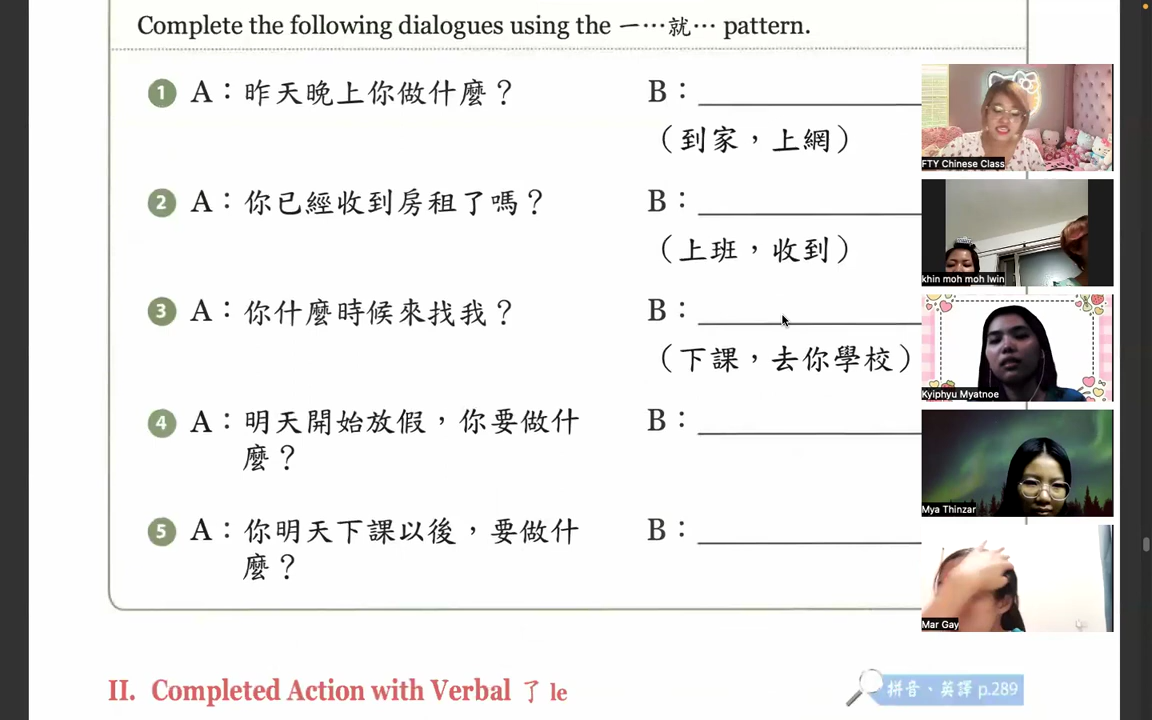 Complete the following dialogues using the 一…就… pattern.
1 A：昨天晚上你做什麼？ B：
（到家，上網）
2 A：你已經收到房租了嗎？ B：
（上班，收到）
3 A：你什麼時候來找我？ B：
（下課，去你學校）
4 A：明天開始放假，你要做什 B：
麼？
5 A：你明天下課以後，要做什 B：
麼？
II. Completed Action with Verbal 了 le
拼音、英譯 p.289
FTY Chinese Class
khin moh moh lwin
Kyiphyu Myatnoe
Mya Thinzar
Mar Gay